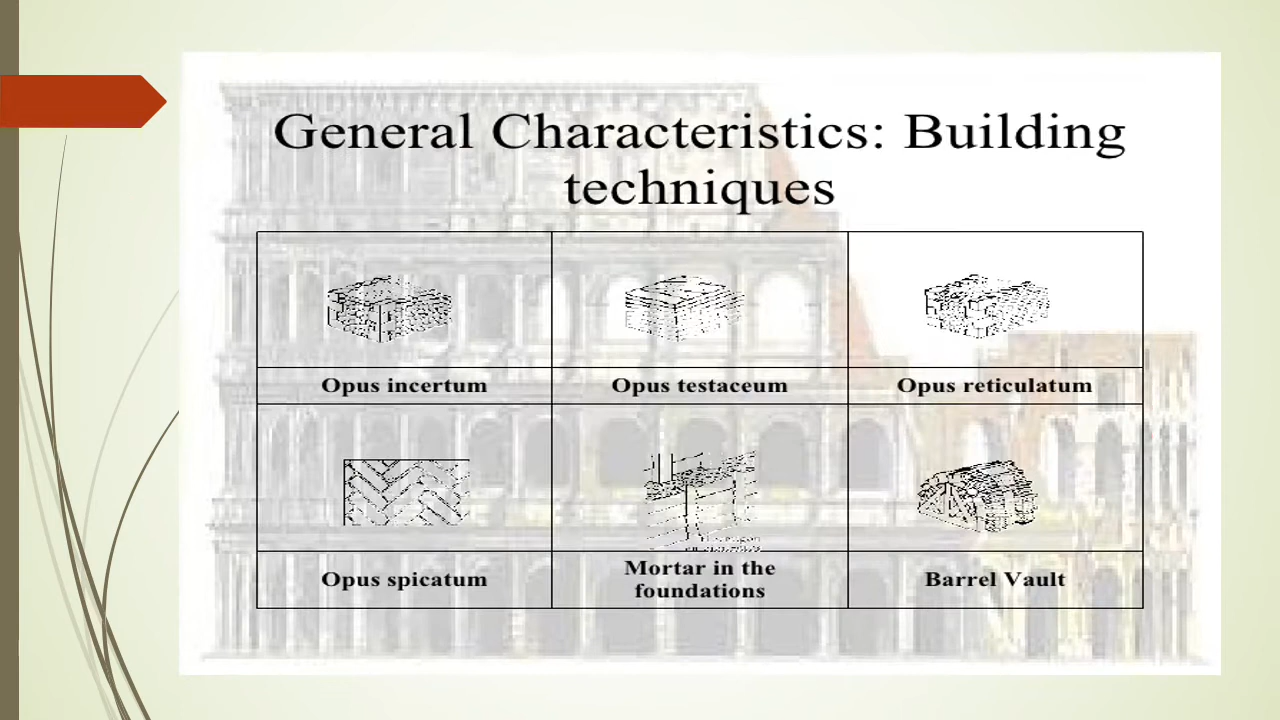 General Characteristics: Building
techniques
Opus incertum
Opus testaceum
Opus reticulatum
Opus spicatum
Mortar in the
foundations
Barrel Vault